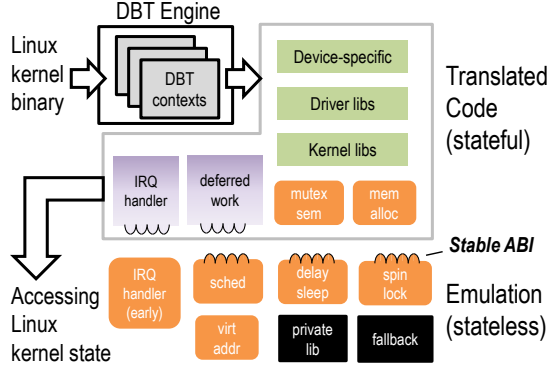 DBT Engine
Linux
kernel
binary
DBT
contexts
Device-specific
Driver libs
Kernel libs
Translated
Code
(stateful)
IRQ
handler
deferred
work
mutex
sem
mem
alloc
Stable ABI
IRQ
handler
(early)
sched
delay
sleep
spin
lock
Accessing
Linux
kernel state
virt
addr
private
lib
fallback
Emulation
(stateless)